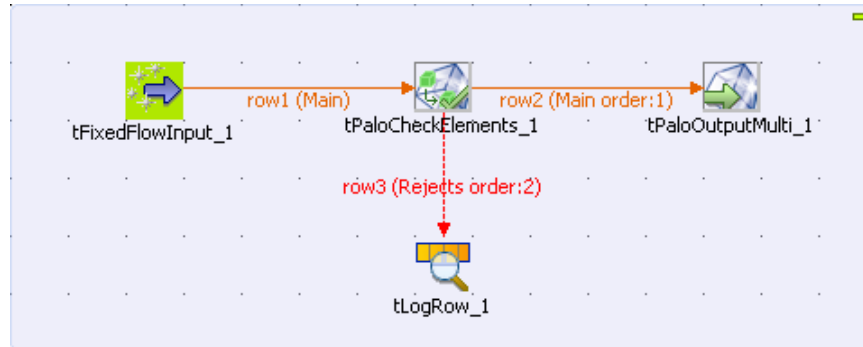 row1 (Main)
row2 (Main order:1)
tFixedFlowInput_1
tPaloCheckElements_1
tPaloOutputMulti_1
row3 (Rejects order:2)
tLogRow_1